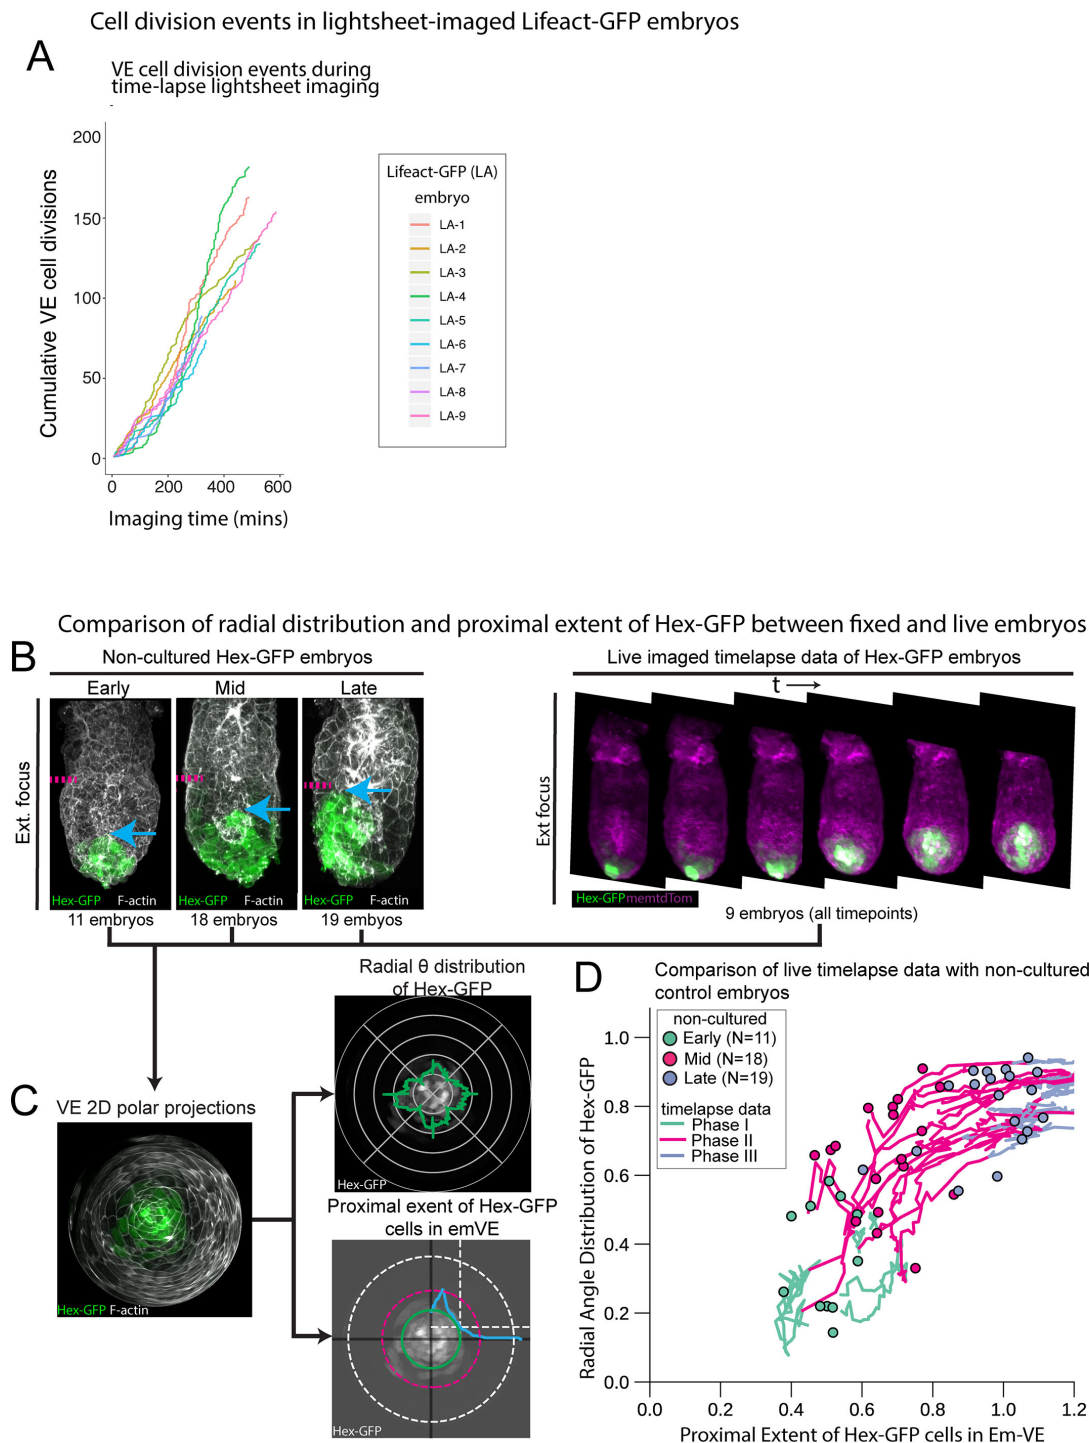 Cell division events in lightsheet-imaged Lifeact-GFP embryos
A
VE cell division events during
time-lapse lightsheet imaging
Cumulative VE cell divisions
200
150
100
50
0
0 200 400 600
Imaging time (mins)
Lifeact-GFP (LA)
embryo
LA-1
LA-2
LA-3
LA-4
LA-5
LA-6
LA-7
LA-8
LA-9
Comparison of radial distribution and proximal extent of Hex-GFP between fixed and live embryos
B
Non-cultured Hex-GFP embryos
Early Mid Late
Ext. focus
Hex-GFP F-actin
Hex-GFP F-actin
Hex-GFP F-actin
11 embryos 18 embryos 19 embryos
Live imaged timelapse data of Hex-GFP embryos
t
Ext focus
Hex-GFPmemtdTom
9 embryos (all timepoints)
C
VE 2D polar projections
Hex-GFP F-actin
Radial θ distribution
of Hex-GFP
Hex-GFP
Proximal exent of Hex-GFP
cells in emVE
Hex-GFP
D
Comparison of live timelapse data with non-cultured
control embryos
non-cultured
Early (N=11)
Mid (N=18)
Late (N=19)
timelapse data
Phase I
Phase II
Phase III
Radial Angle Distribution of Hex-GFP
1.0
0.8
0.6
0.4
0.2
0.0
0.0 0.2 0.4 0.6 0.8 1.0 1.2
Proximal Extent of Hex-GFP cells in Em-VE